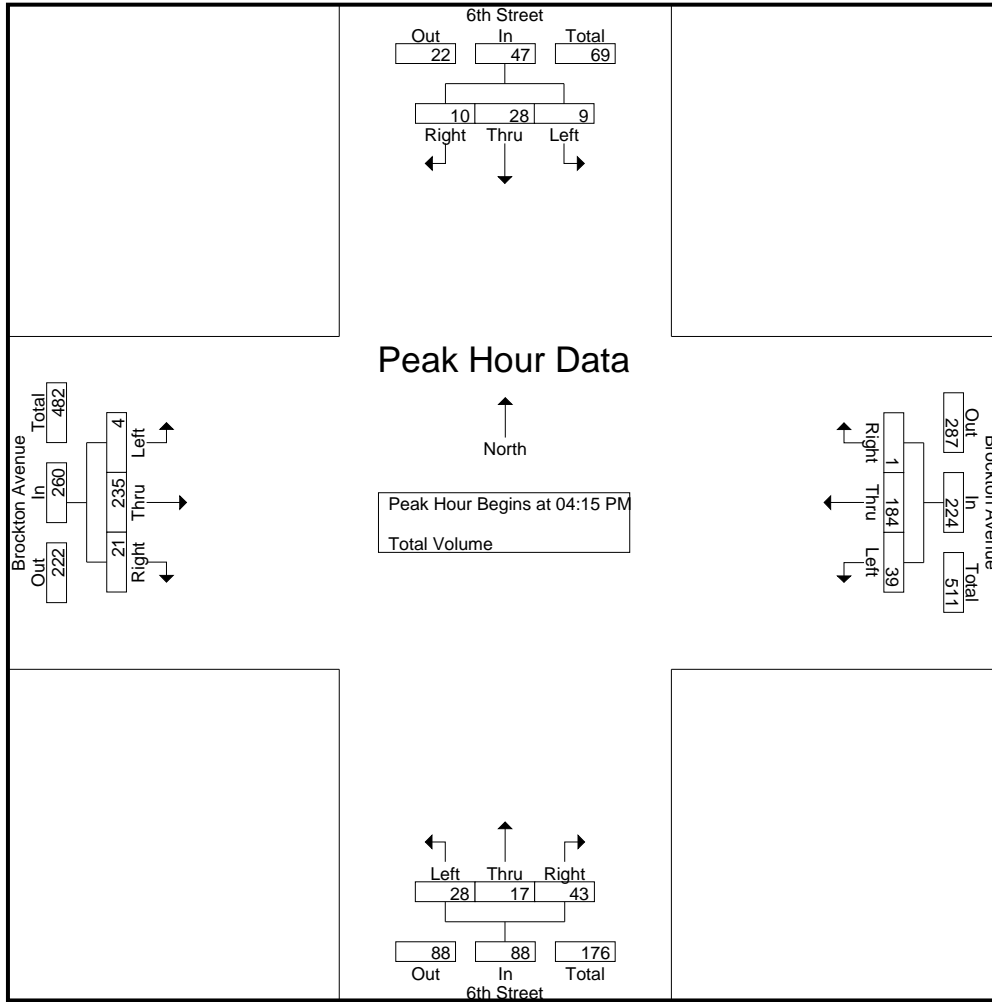 6th Street
Out In Total
22 47 69
10 28 9
Right Thru Left
Peak Hour Data
North
Peak Hour Begins at 04:15 PM
Total Volume
Brockton Avenue
Out In Total
222 260 482
21 235 4
Right Thru Left
Brockton Avenue
Out In Total
287 224 511
1 184 39
Right Thru Left
Left Thru Right
28 17 43
88 88 176
Out In Total
6th Street